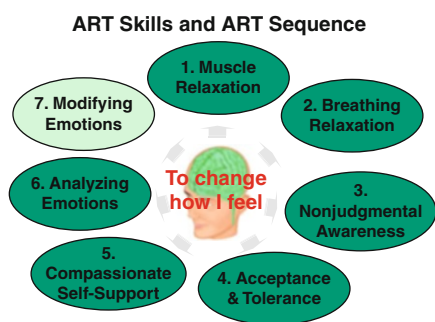 ART Skills and ART Sequence
1. Muscle
Relaxation
2. Breathing
Relaxation
3.
Nonjudgmental
Awareness
4. Acceptance
& Tolerance
5.
Compassionate
Self-Support
6. Analyzing
Emotions
7. Modifying
Emotions
To change
how I feel